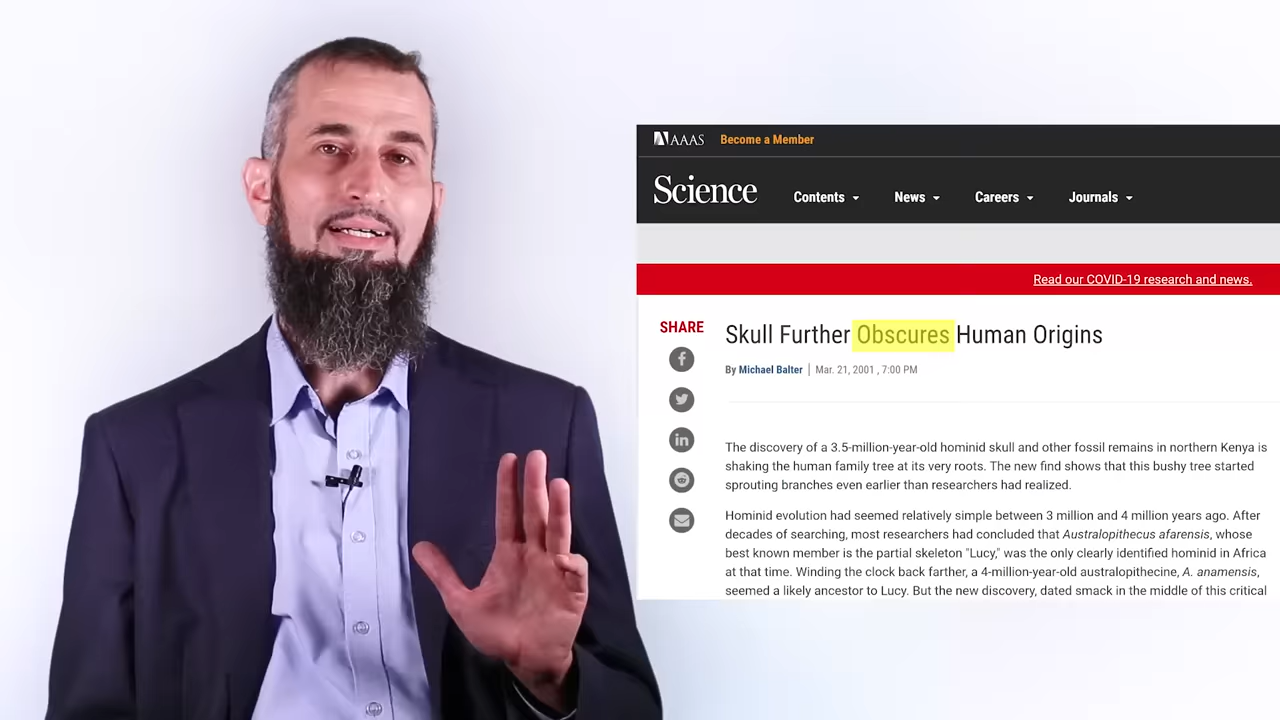 AAAS Become a Member
Science Contents News Careers Journals
Read our COVID-19 research and news.
SHARE
Skull Further Obscures Human Origins
By Michael Balter | Mar. 21, 2001 , 7:00 PM
The discovery of a 3.5-million-year-old hominid skull and other fossil remains in northern Kenya is
shaking the human family tree at its very roots. The new find shows that this bushy tree started
sprouting branches even earlier than researchers had realized.
Hominid evolution had seemed relatively simple between 3 million and 4 million years ago. After
decades of searching, most researchers had concluded that Australopithecus afarensis, whose
best known member is the partial skeleton "Lucy," was the only clearly identified hominid in Africa
at that time. Winding the clock back farther, a 4-million-year-old australopithecine, A. anamensis,
seemed a likely ancestor to Lucy. But the new discovery, dated smack in the middle of this critical